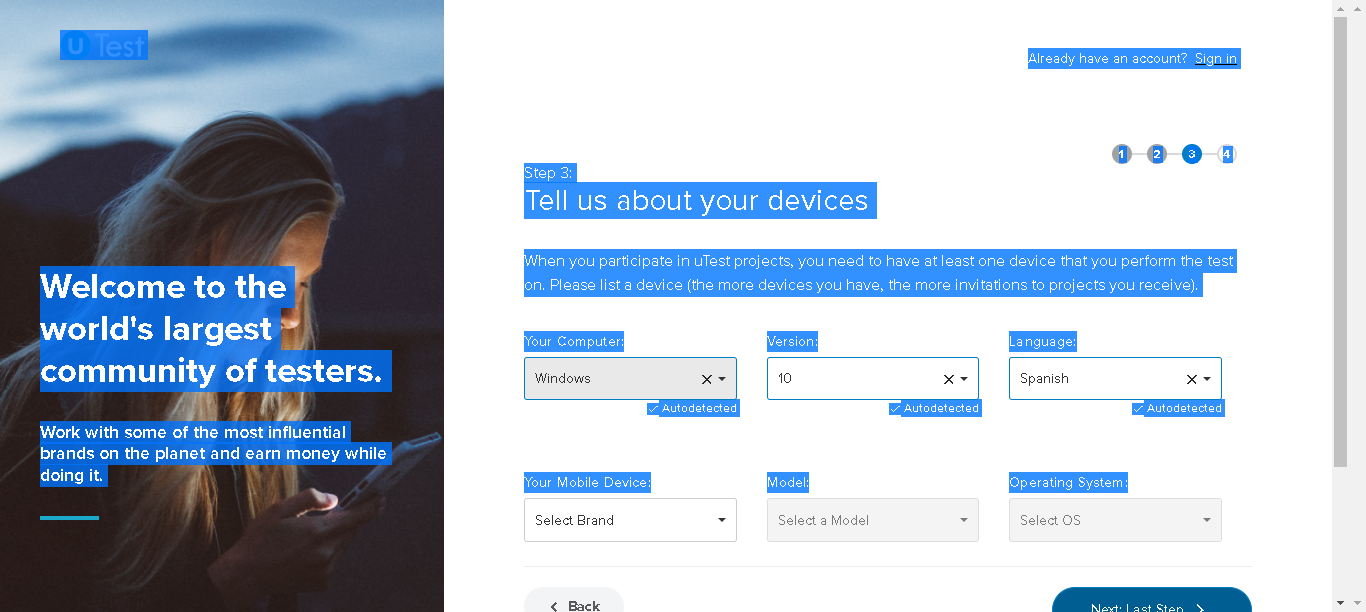 uTest
Already have an account? Sign in
1 2 3 4
Step 3:
Tell us about your devices
When you participate in uTest projects, you need to have at least one device that you perform the test
on. Please list a device (the more devices you have, the more invitations to projects you receive).
Welcome to the
world's largest
community of testers.
Work with some of the most influential
brands on the planet and earn money while
doing it.
Your Computer: Version: Language:
Windows 10 Spanish
Autodetected Autodetected Autodetected
Your Mobile Device: Model: Operating System:
Select Brand Select a Model Select OS
Back Next: Last Step